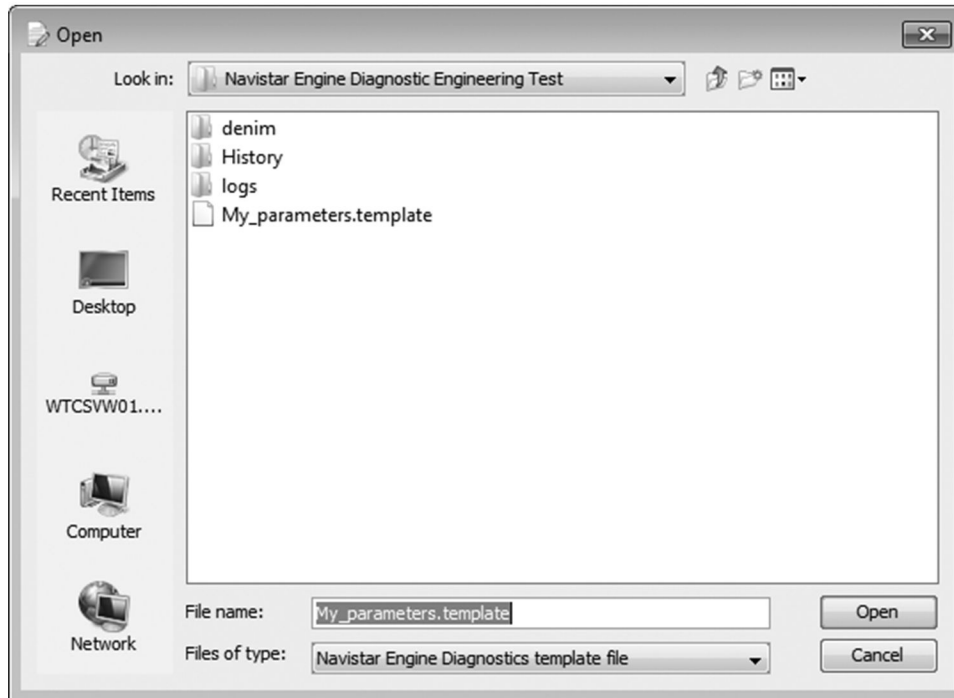 Open
Look in:
Navistar Engine Diagnostic Engineering Test
denim
History
logs
My_parameters.template
Recent Items
Desktop
WTCSVW01....
Computer
Network
File name:
My_parameters.template
Open
Files of type:
Navistar Engine Diagnostics template file
Cancel